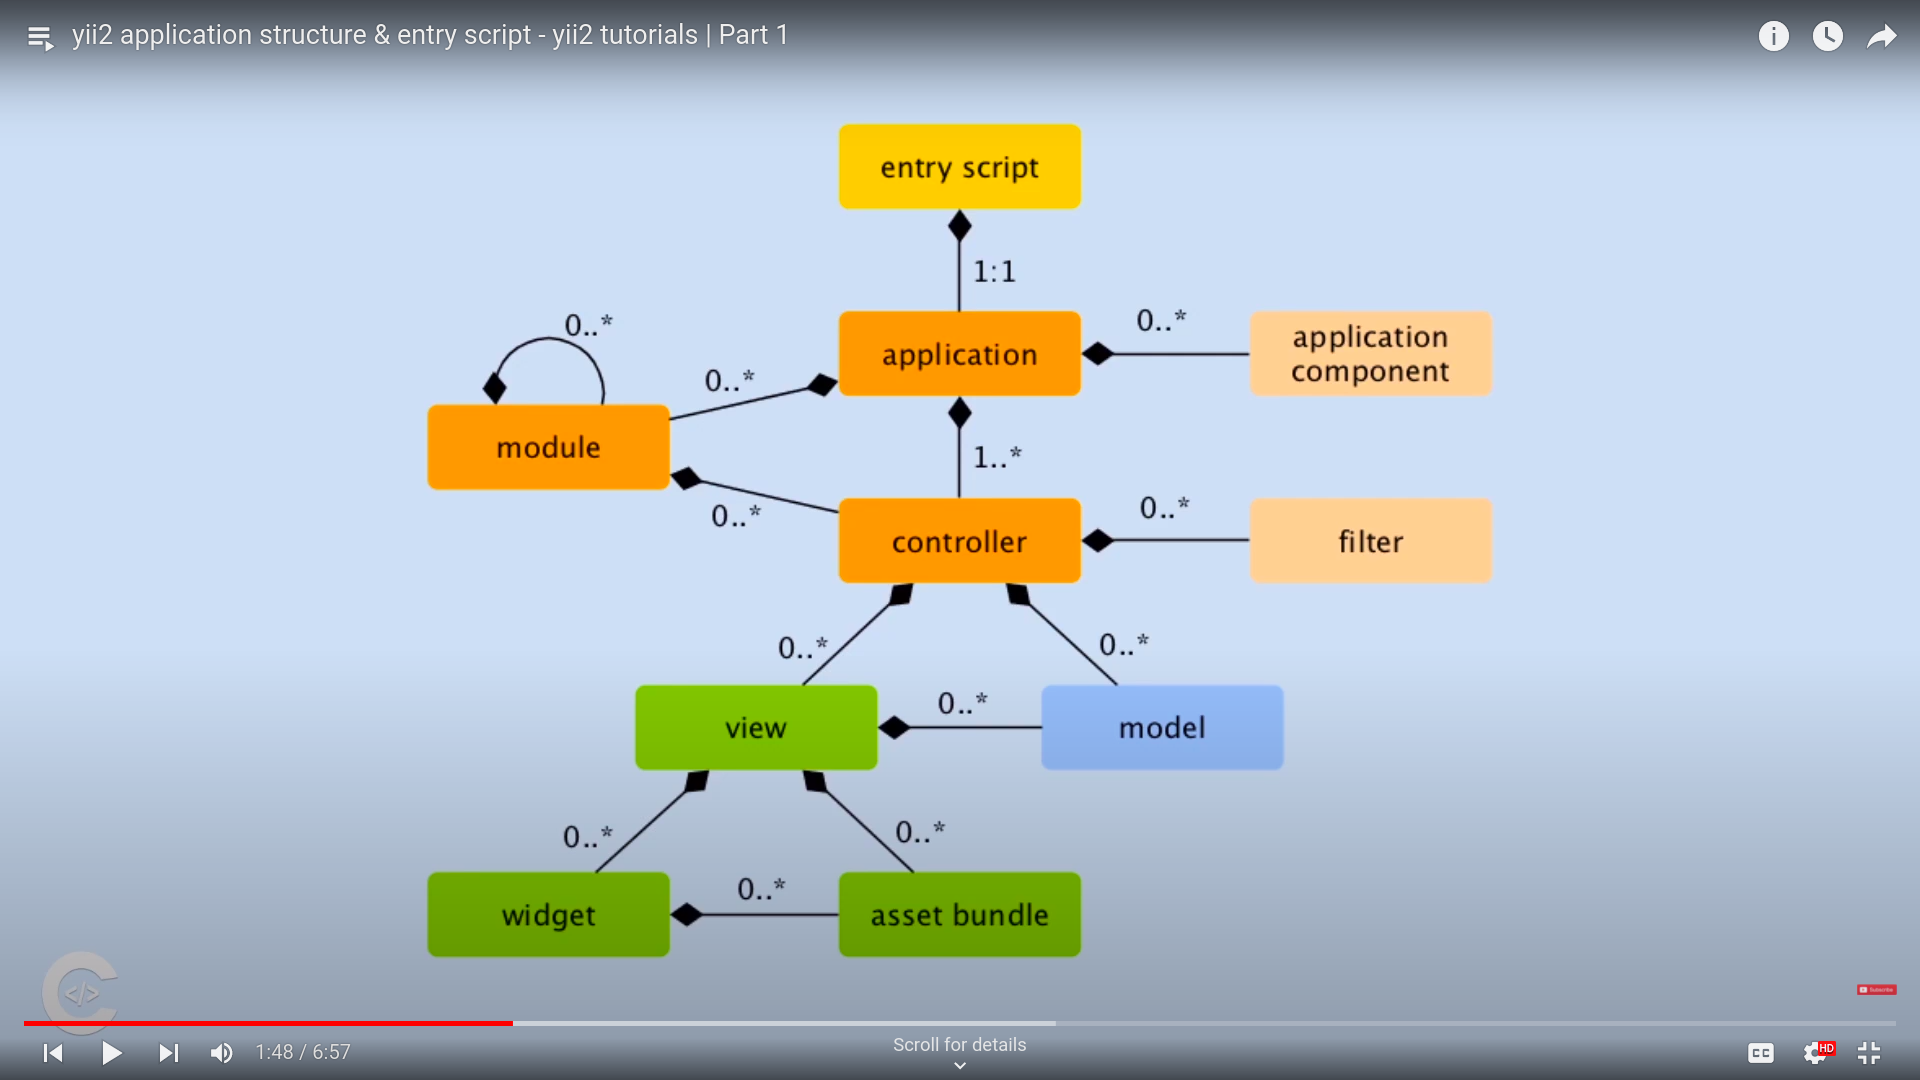 yii2 application structure & entry script - yii2 tutorials | Part 1
entry script
1:1
0..*
0..*
application
0..*
application
component
module
1..*
0..*
controller
0..*
filter
0..*
0..*
view
0..*
model
0..*
0..*
widget
0..*
asset bundle
</>
Subscribe
1:48 / 6:57
Scroll for details
CC
HD